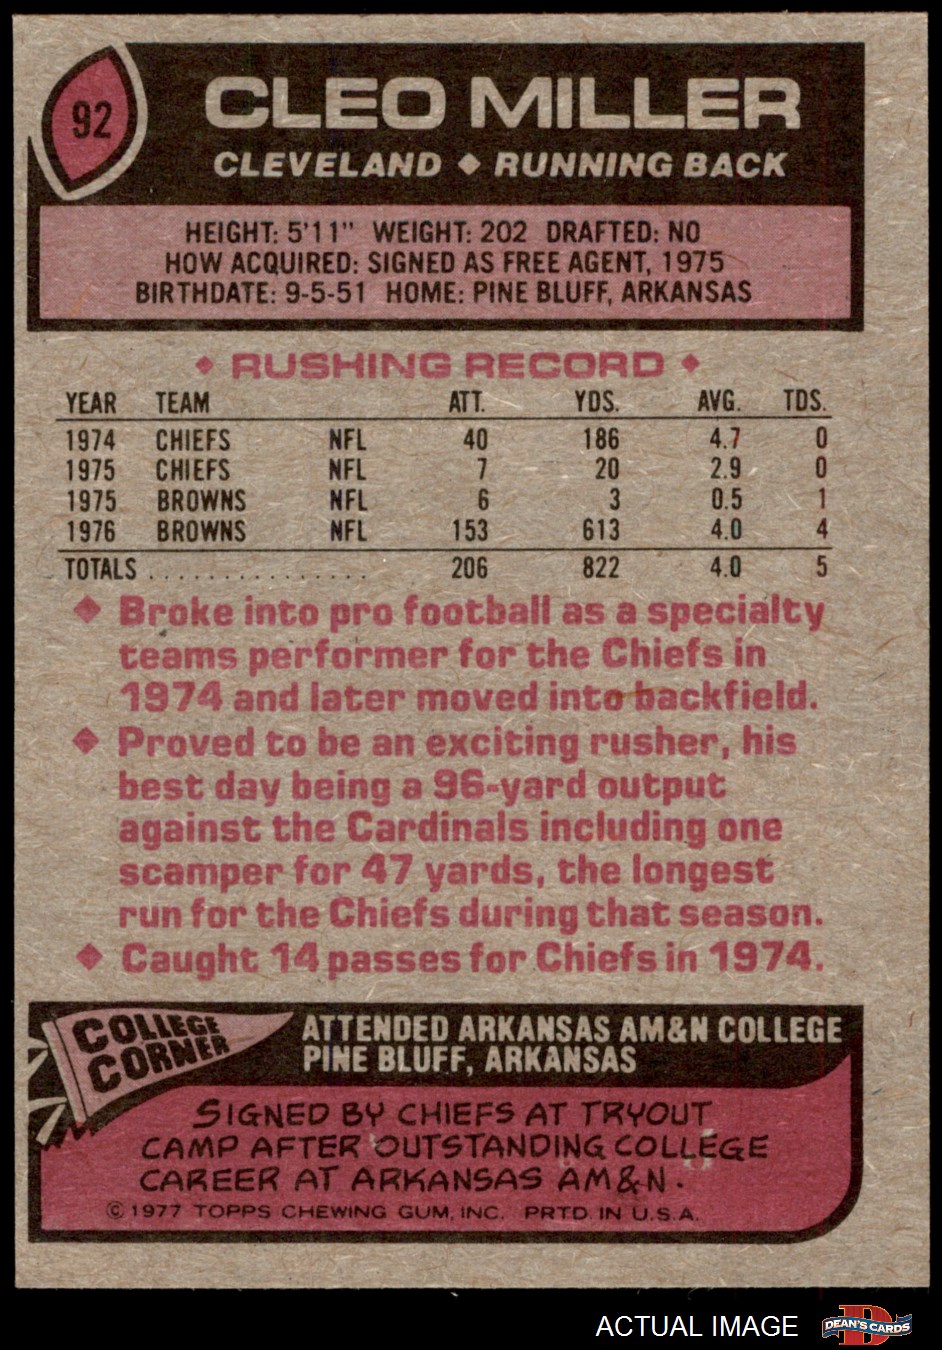 92
CLEO MILLER
CLEVELAND ♦ RUNNING BACK
HEIGHT: 5'11" WEIGHT: 202 DRAFTED: NO
HOW ACQUIRED: SIGNED AS FREE AGENT, 1975
BIRTHDATE: 9-5-51 HOME: PINE BLUFF, ARKANSAS
♦ RUSHING RECORD ♦
YEAR TEAM ATT. YDS. AVG. TDS.
1974 CHIEFS NFL 40 186 4.7 0
1975 CHIEFS NFL 7 20 2.9 0
1975 BROWNS NFL 6 3 0.5 1
1976 BROWNS NFL 153 613 4.0 4
TOTALS . . . . . . . . . . . . . . . 206 822 4.0 5
♦ Broke into pro football as a specialty
teams performer for the Chiefs in
1974 and later moved into backfield.
♦ Proved to be an exciting rusher, his
best day being a 96-yard output
against the Cardinals including one
scamper for 47 yards, the longest
run for the Chiefs during that season.
♦ Caught 14 passes for Chiefs in 1974.
COLLEGE
CORNER
ATTENDED ARKANSAS AM&N COLLEGE
PINE BLUFF, ARKANSAS
SIGNED BY CHIEFS AT TRYOUT
CAMP AFTER OUTSTANDING COLLEGE
CAREER AT ARKANSAS AM&N.
© 1977 TOPPS CHEWING GUM, INC. PRTD. IN U.S.A.
ACTUAL IMAGE
DEAN'S CARDS